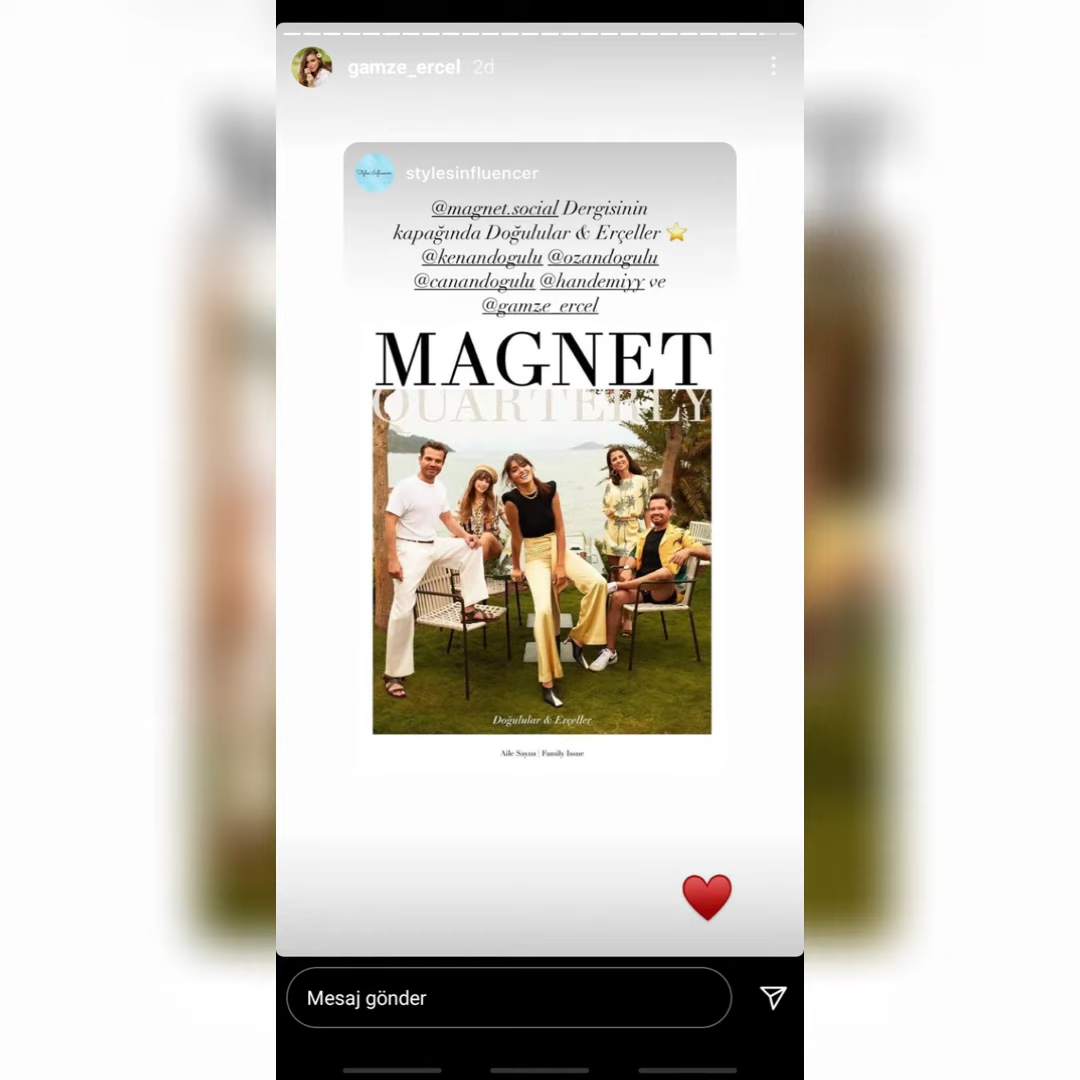 gamze_ercel 2d
stylesinfluencer
@magnet.social Dergisinin
kapağında Doğulular & Erçeller
@kenandogulu @ozandogulu
@canandogulu @handemiyy ve
@gamze_ercel
MAGNET
QUARTERLY
Doğulular & Erçeller
Aile Sayısı | Family Issue
Mesaj gönder